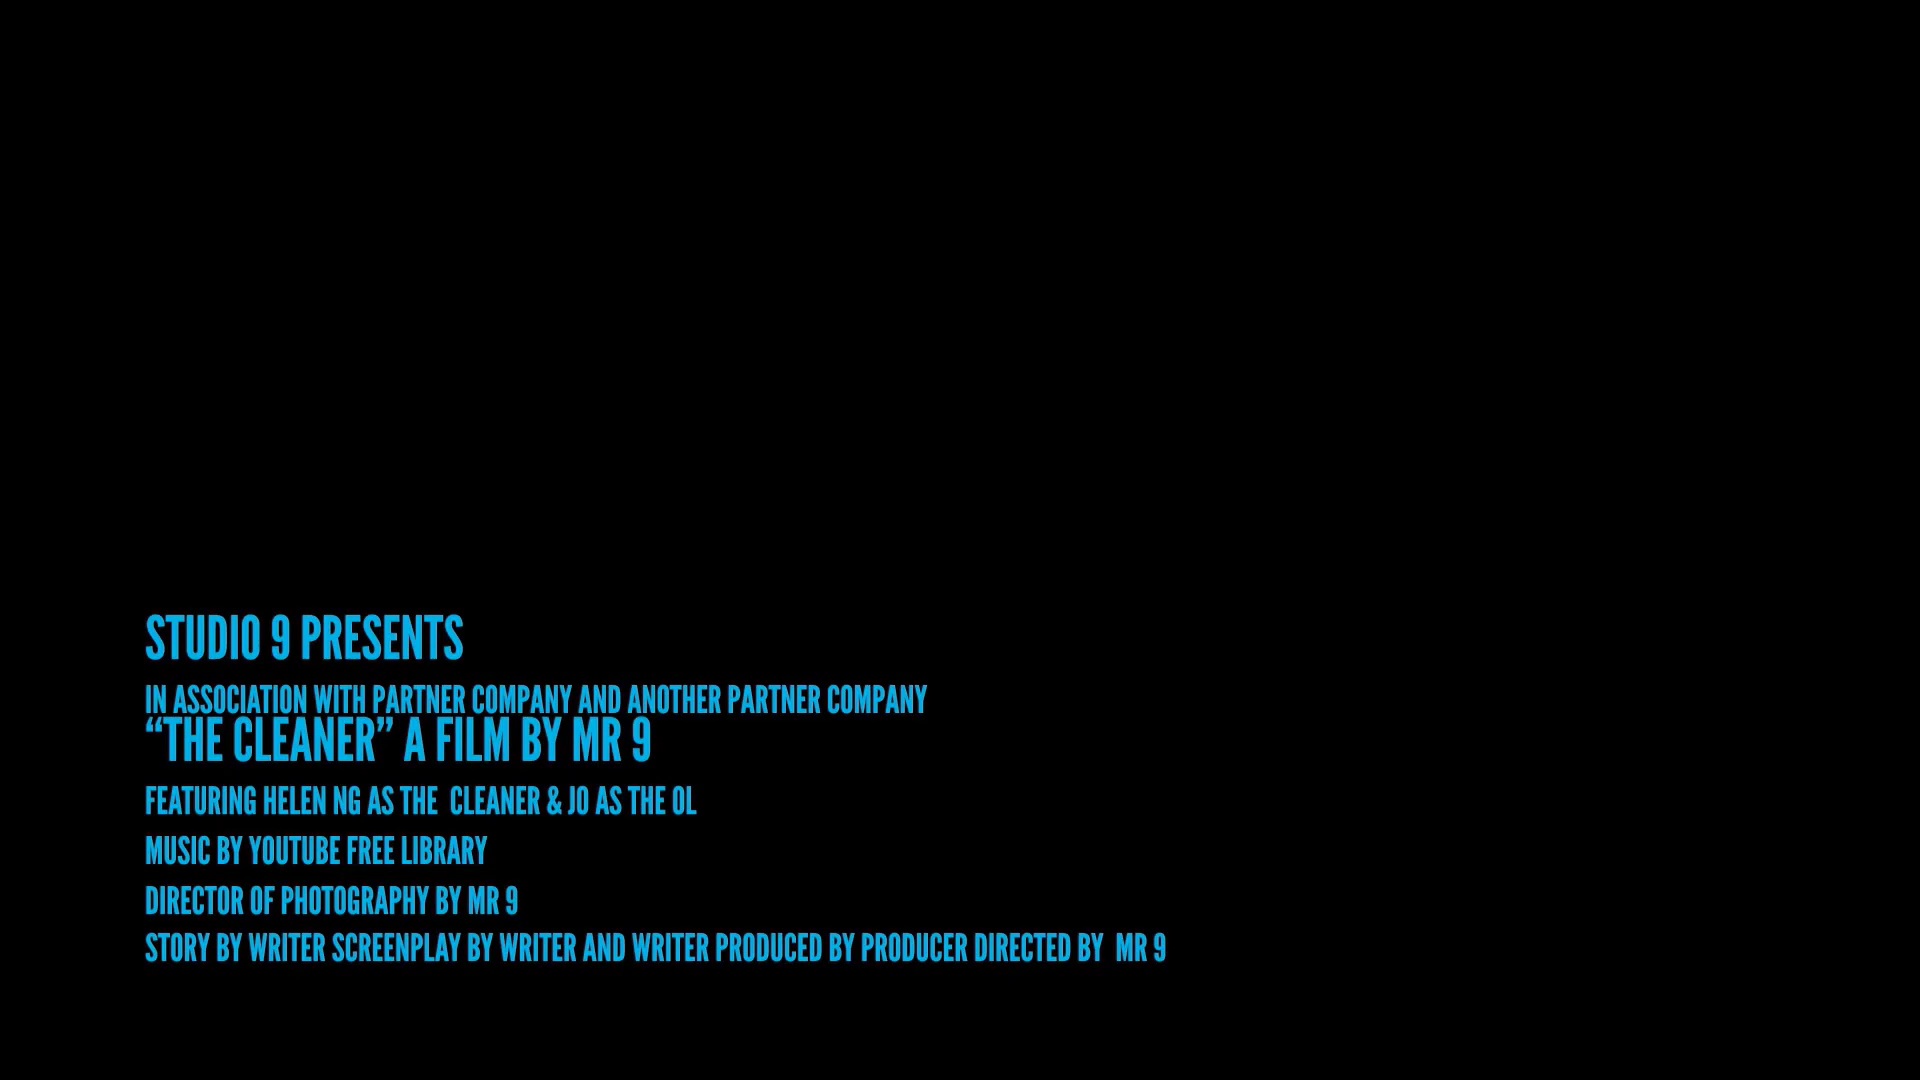 STUDIO 9 PRESENTS
IN ASSOCIATION WITH PARTNER COMPANY AND ANOTHER PARTNER COMPANY
“THE CLEANER” A FILM BY MR 9
FEATURING HELEN NG AS THE  CLEANER & JO AS THE OL
MUSIC BY YOUTUBE FREE LIBRARY
DIRECTOR OF PHOTOGRAPHY BY MR 9
STORY BY WRITER SCREENPLAY BY WRITER AND WRITER PRODUCED BY PRODUCER DIRECTED BY  MR 9